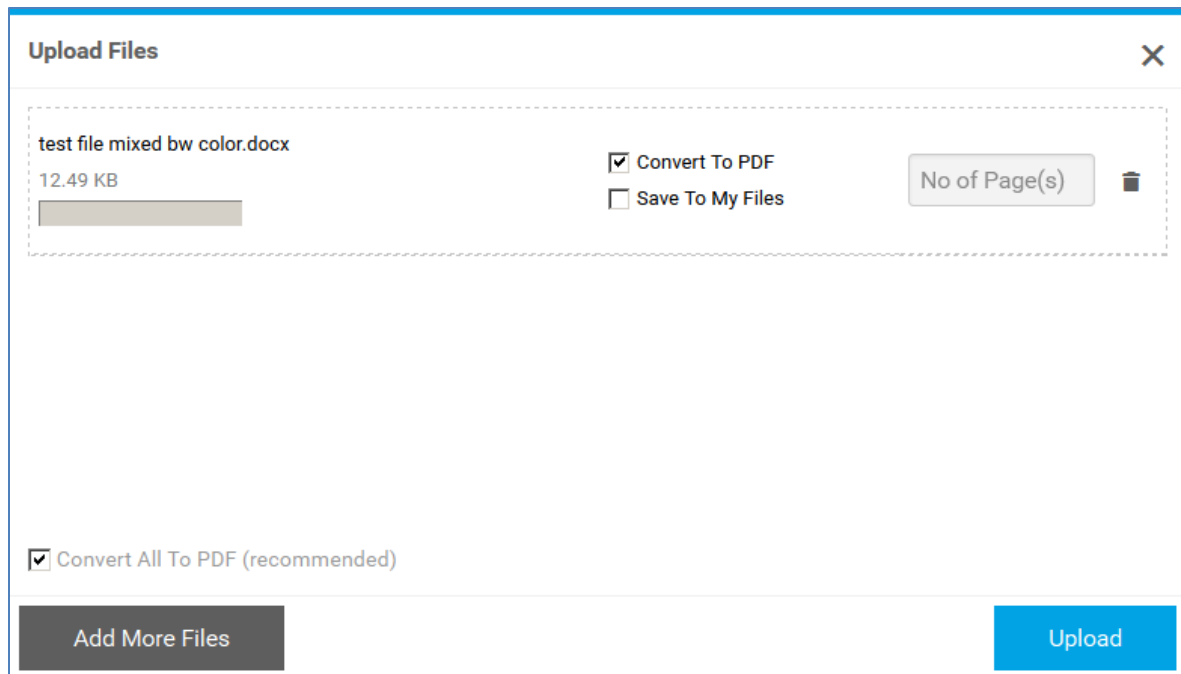 Upload Files
test file mixed bw color.docx
12.49 KB
Convert To PDF
Save To My Files
No of Page(s)
Convert All To PDF (recommended)
Add More Files
Upload